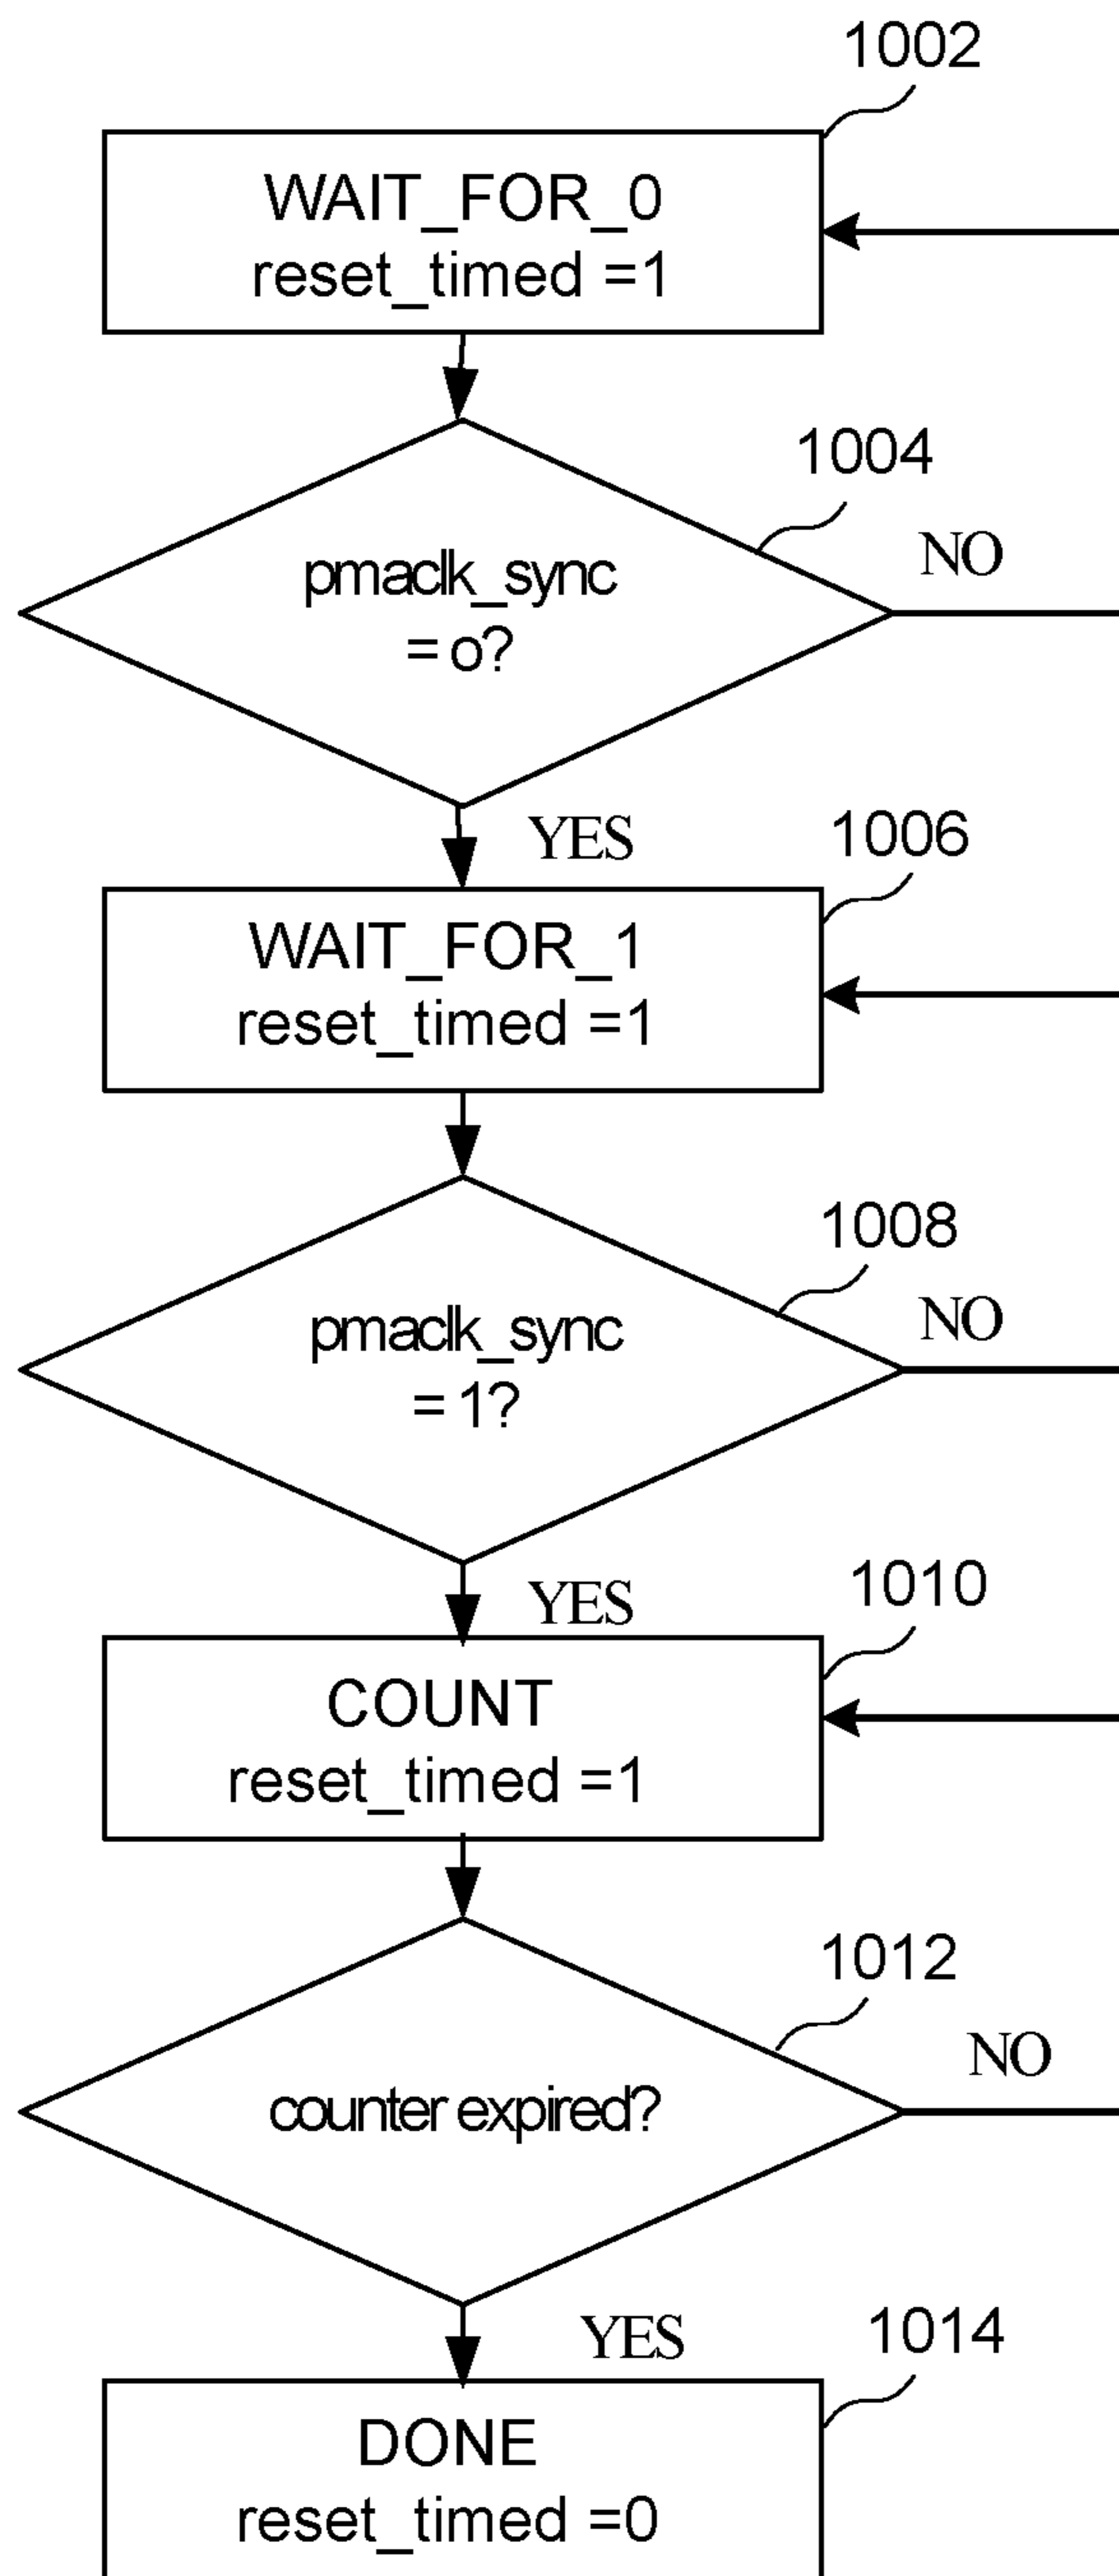 1002
WAIT_FOR_0
reset_timed =1
1004
NO
pmaclk_sync
= o?
YES
1006
WAIT_FOR_1
reset_timed =1
1008
NO
pmaclk_sync
= 1?
YES
1010
COUNT
reset_timed =1
1012
NO
counter expired?
YES
1014
DONE
reset_timed =0